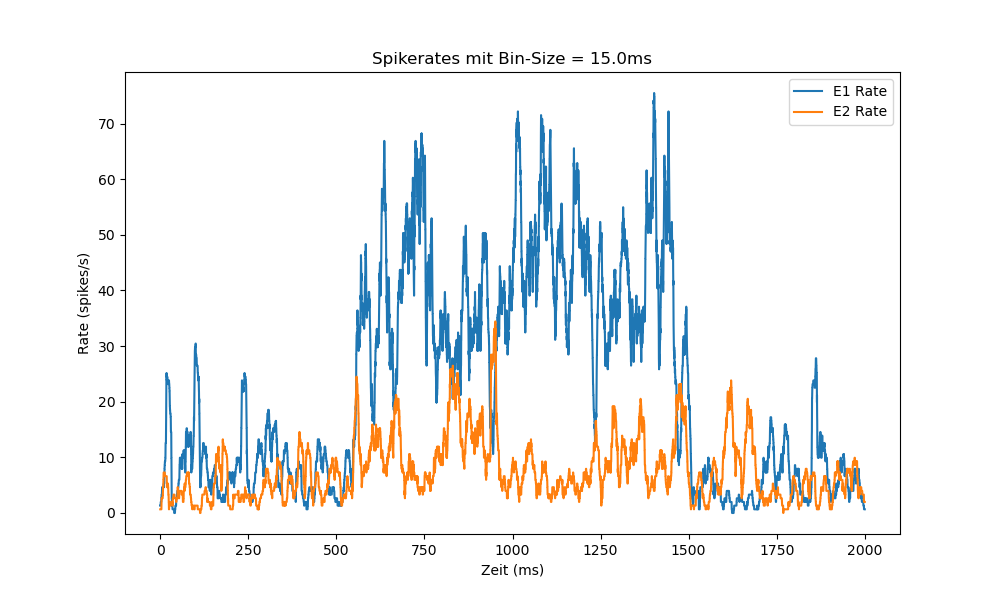 Spikerates mit Bin-Size = 15.0ms
E1 Rate
E2 Rate
70
60
50
40
30
20
10
0
Rate (spikes/s)
0 250 500 750 1000 1250 1500 1750 2000
Zeit (ms)